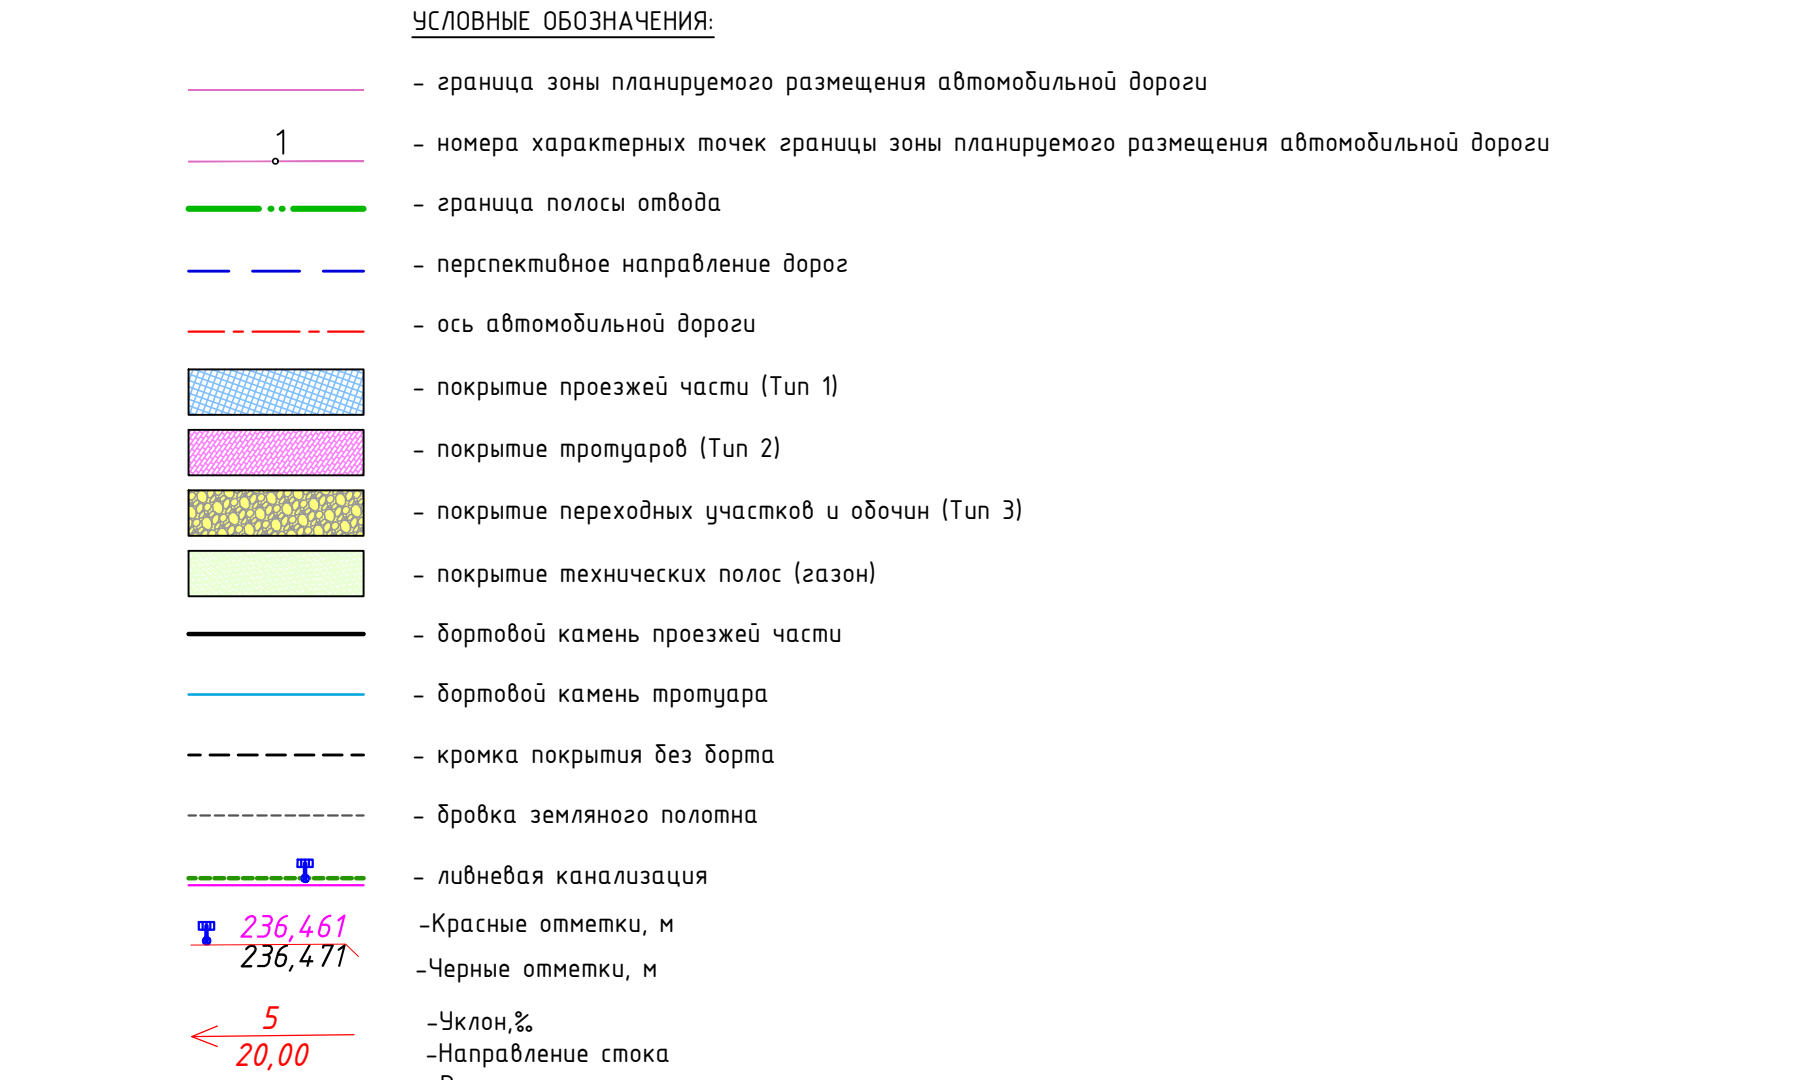 УСЛОВНЫЕ ОБОЗНАЧЕНИЯ:
- граница зоны планируемого размещения автомобильной дороги
1
- номера характерных точек границы зоны планируемого размещения автомобильной дороги
- граница полосы отвода
- перспективное направление дорог
- ось автомобильной дороги
- покрытие проезжей части (Тип 1)
- покрытие тротуаров (Тип 2)
- покрытие переходных участков и обочин (Тип 3)
- покрытие технических полос (газон)
- бортовой камень проезжей части
- бортовой камень тротуара
- кромка покрытия без борта
- бровка земляного полотна
- ливневая канализация
236,461
-Красные отметки, м
236,471
-Черные отметки, м
5
-Уклон,‰
20,00
-Направление стока